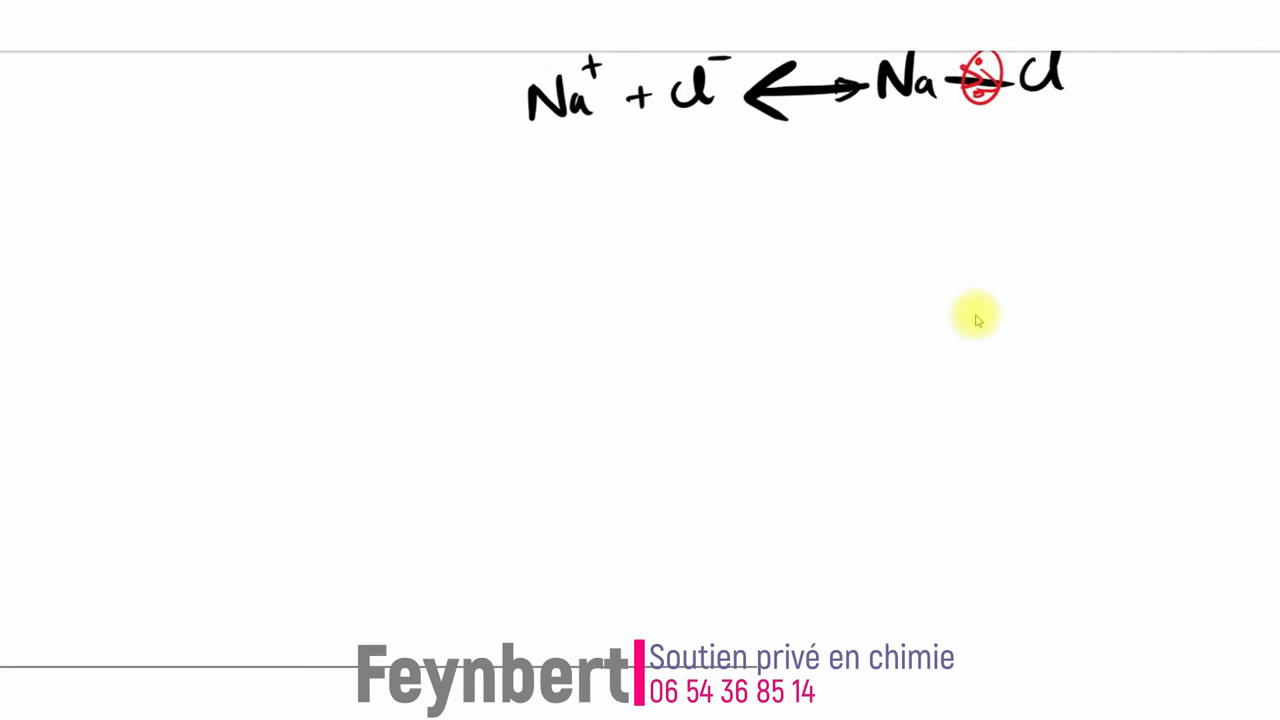 Na⁺ + Cl⁻ ⟷ Na — Cl
Feynbert
Soutien privé en chimie
06 54 36 85 14